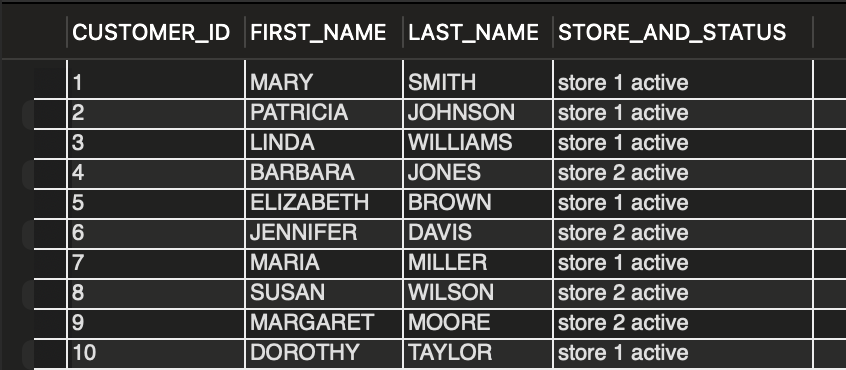 CUSTOMER_ID FIRST_NAME LAST_NAME STORE_AND_STATUS
1 MARY SMITH store 1 active
2 PATRICIA JOHNSON store 1 active
3 LINDA WILLIAMS store 1 active
4 BARBARA JONES store 2 active
5 ELIZABETH BROWN store 1 active
6 JENNIFER DAVIS store 2 active
7 MARIA MILLER store 1 active
8 SUSAN WILSON store 2 active
9 MARGARET MOORE store 2 active
10 DOROTHY TAYLOR store 1 active